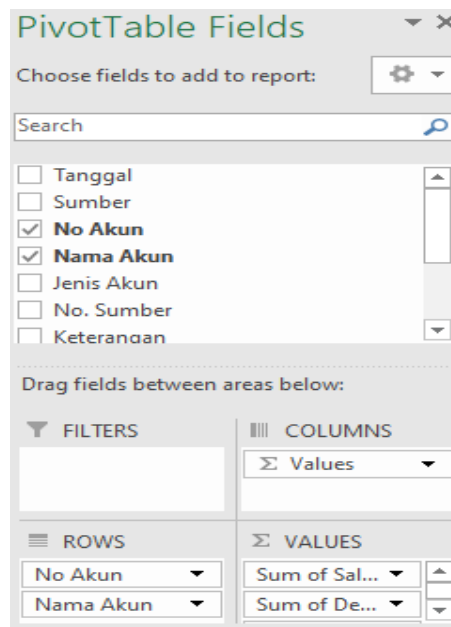 PivotTable Fields
Choose fields to add to report:
Search
Tanggal
Sumber
No Akun
Nama Akun
Jenis Akun
No. Sumber
Keterangan
Drag fields between areas below:
FILTERS
COLUMNS
Σ Values
ROWS
Σ VALUES
No Akun
Sum of Sal...
Nama Akun
Sum of De...